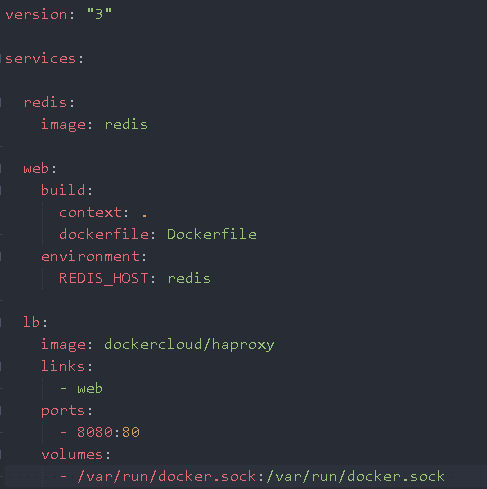 version: "3"
services:
redis:
image: redis
web:
build:
context: .
dockerfile: Dockerfile
environment:
REDIS_HOST: redis
lb:
image: dockercloud/haproxy
links:
- web
ports:
- 8080:80
volumes:
- /var/run/docker.sock:/var/run/docker.sock